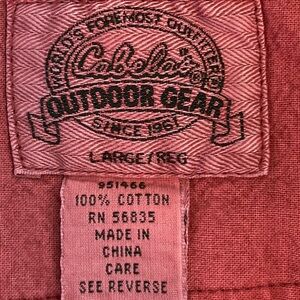 WORLD'S FOREMOST OUTFITTER
Cabela's®
OUTDOOR GEAR
SINCE 1961
LARGE/REG
951466
100% COTTON
RN 56835
MADE IN
CHINA
CARE
SEE REVERSE